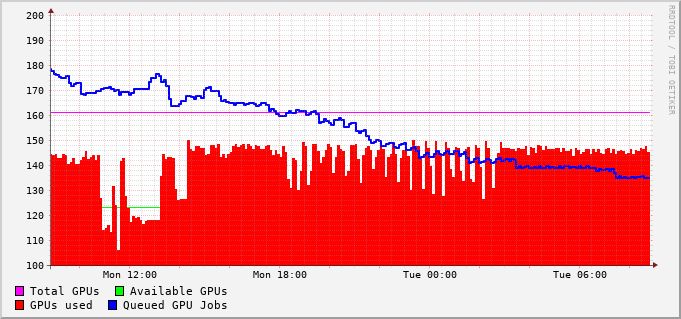 200
190
180
170
160
150
140
130
120
110
100
Mon 12:00 Mon 18:00 Tue 00:00 Tue 06:00
Total GPUs Available GPUs
GPUs used Queued GPU Jobs
RRDTOOL / TOBI OETIKER